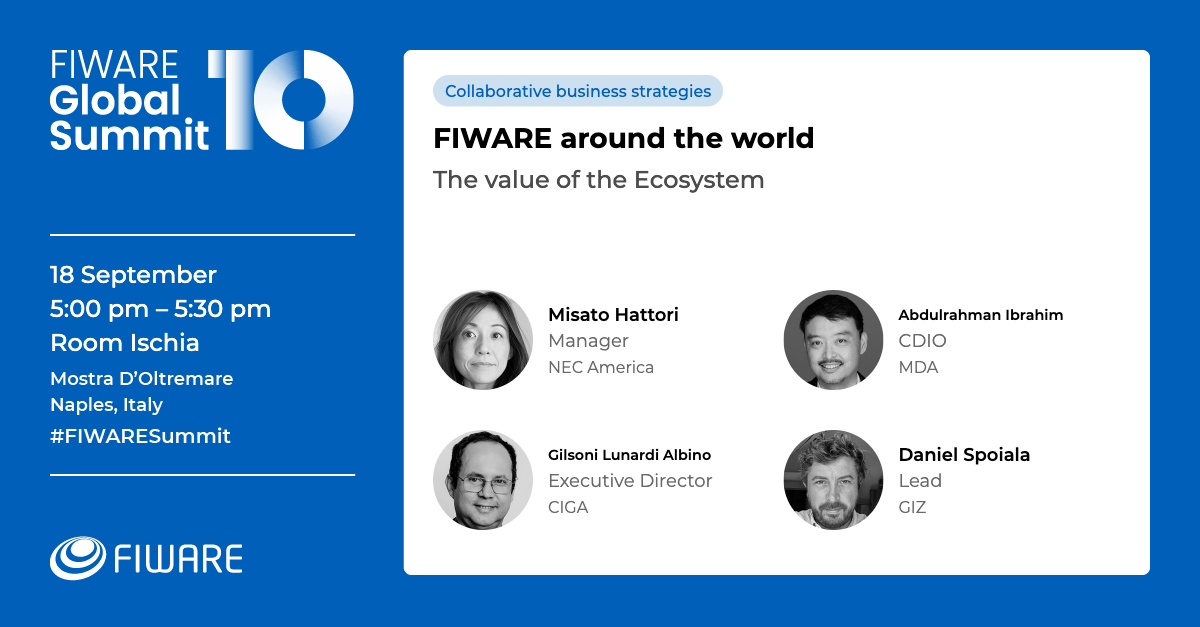 FIWARE
Global
Summit
10
18 September
5:00 pm – 5:30 pm
Room Ischia
Mostra D’Oltremare
Naples, Italy
#FIWARESummit
FIWARE
Collaborative business strategies
FIWARE around the world
The value of the Ecosystem
Misato Hattori
Manager
NEC America
Abdulrahman Ibrahim
CDIO
MDA
Gilsoni Lunardi Albino
Executive Director
CIGA
Daniel Spoiala
Lead
GIZ